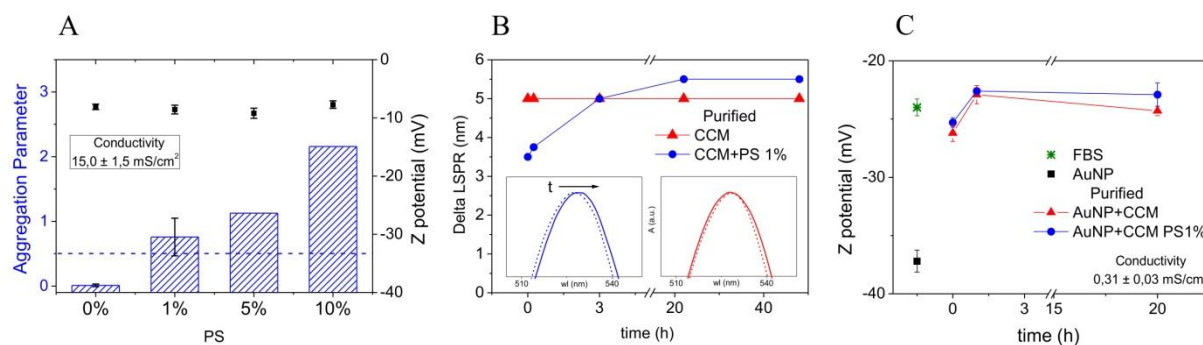 A
Aggregation Parameter
3
2
1
0
Conductivity
15,0 ± 1,5 mS/cm²
0% 1% 5% 10%
PS
0
-10
-20
-30
-40
Z potential (mV)
B
Delta LSPR (nm)
6
5
4
3
2
1
0
Purified
CCM
CCM+PS 1%
t
510 wl (nm) 540
A (a.u.)
510 wl (nm) 540
0 3 20 40
time (h)
C
Z potential (mV)
-20
-30
-40
FBS
AuNP
Purified
AuNP+CCM
AuNP+CCM PS1%
Conductivity
0,31 ± 0,03 mS/cm²
0 3 15 20
time (h)